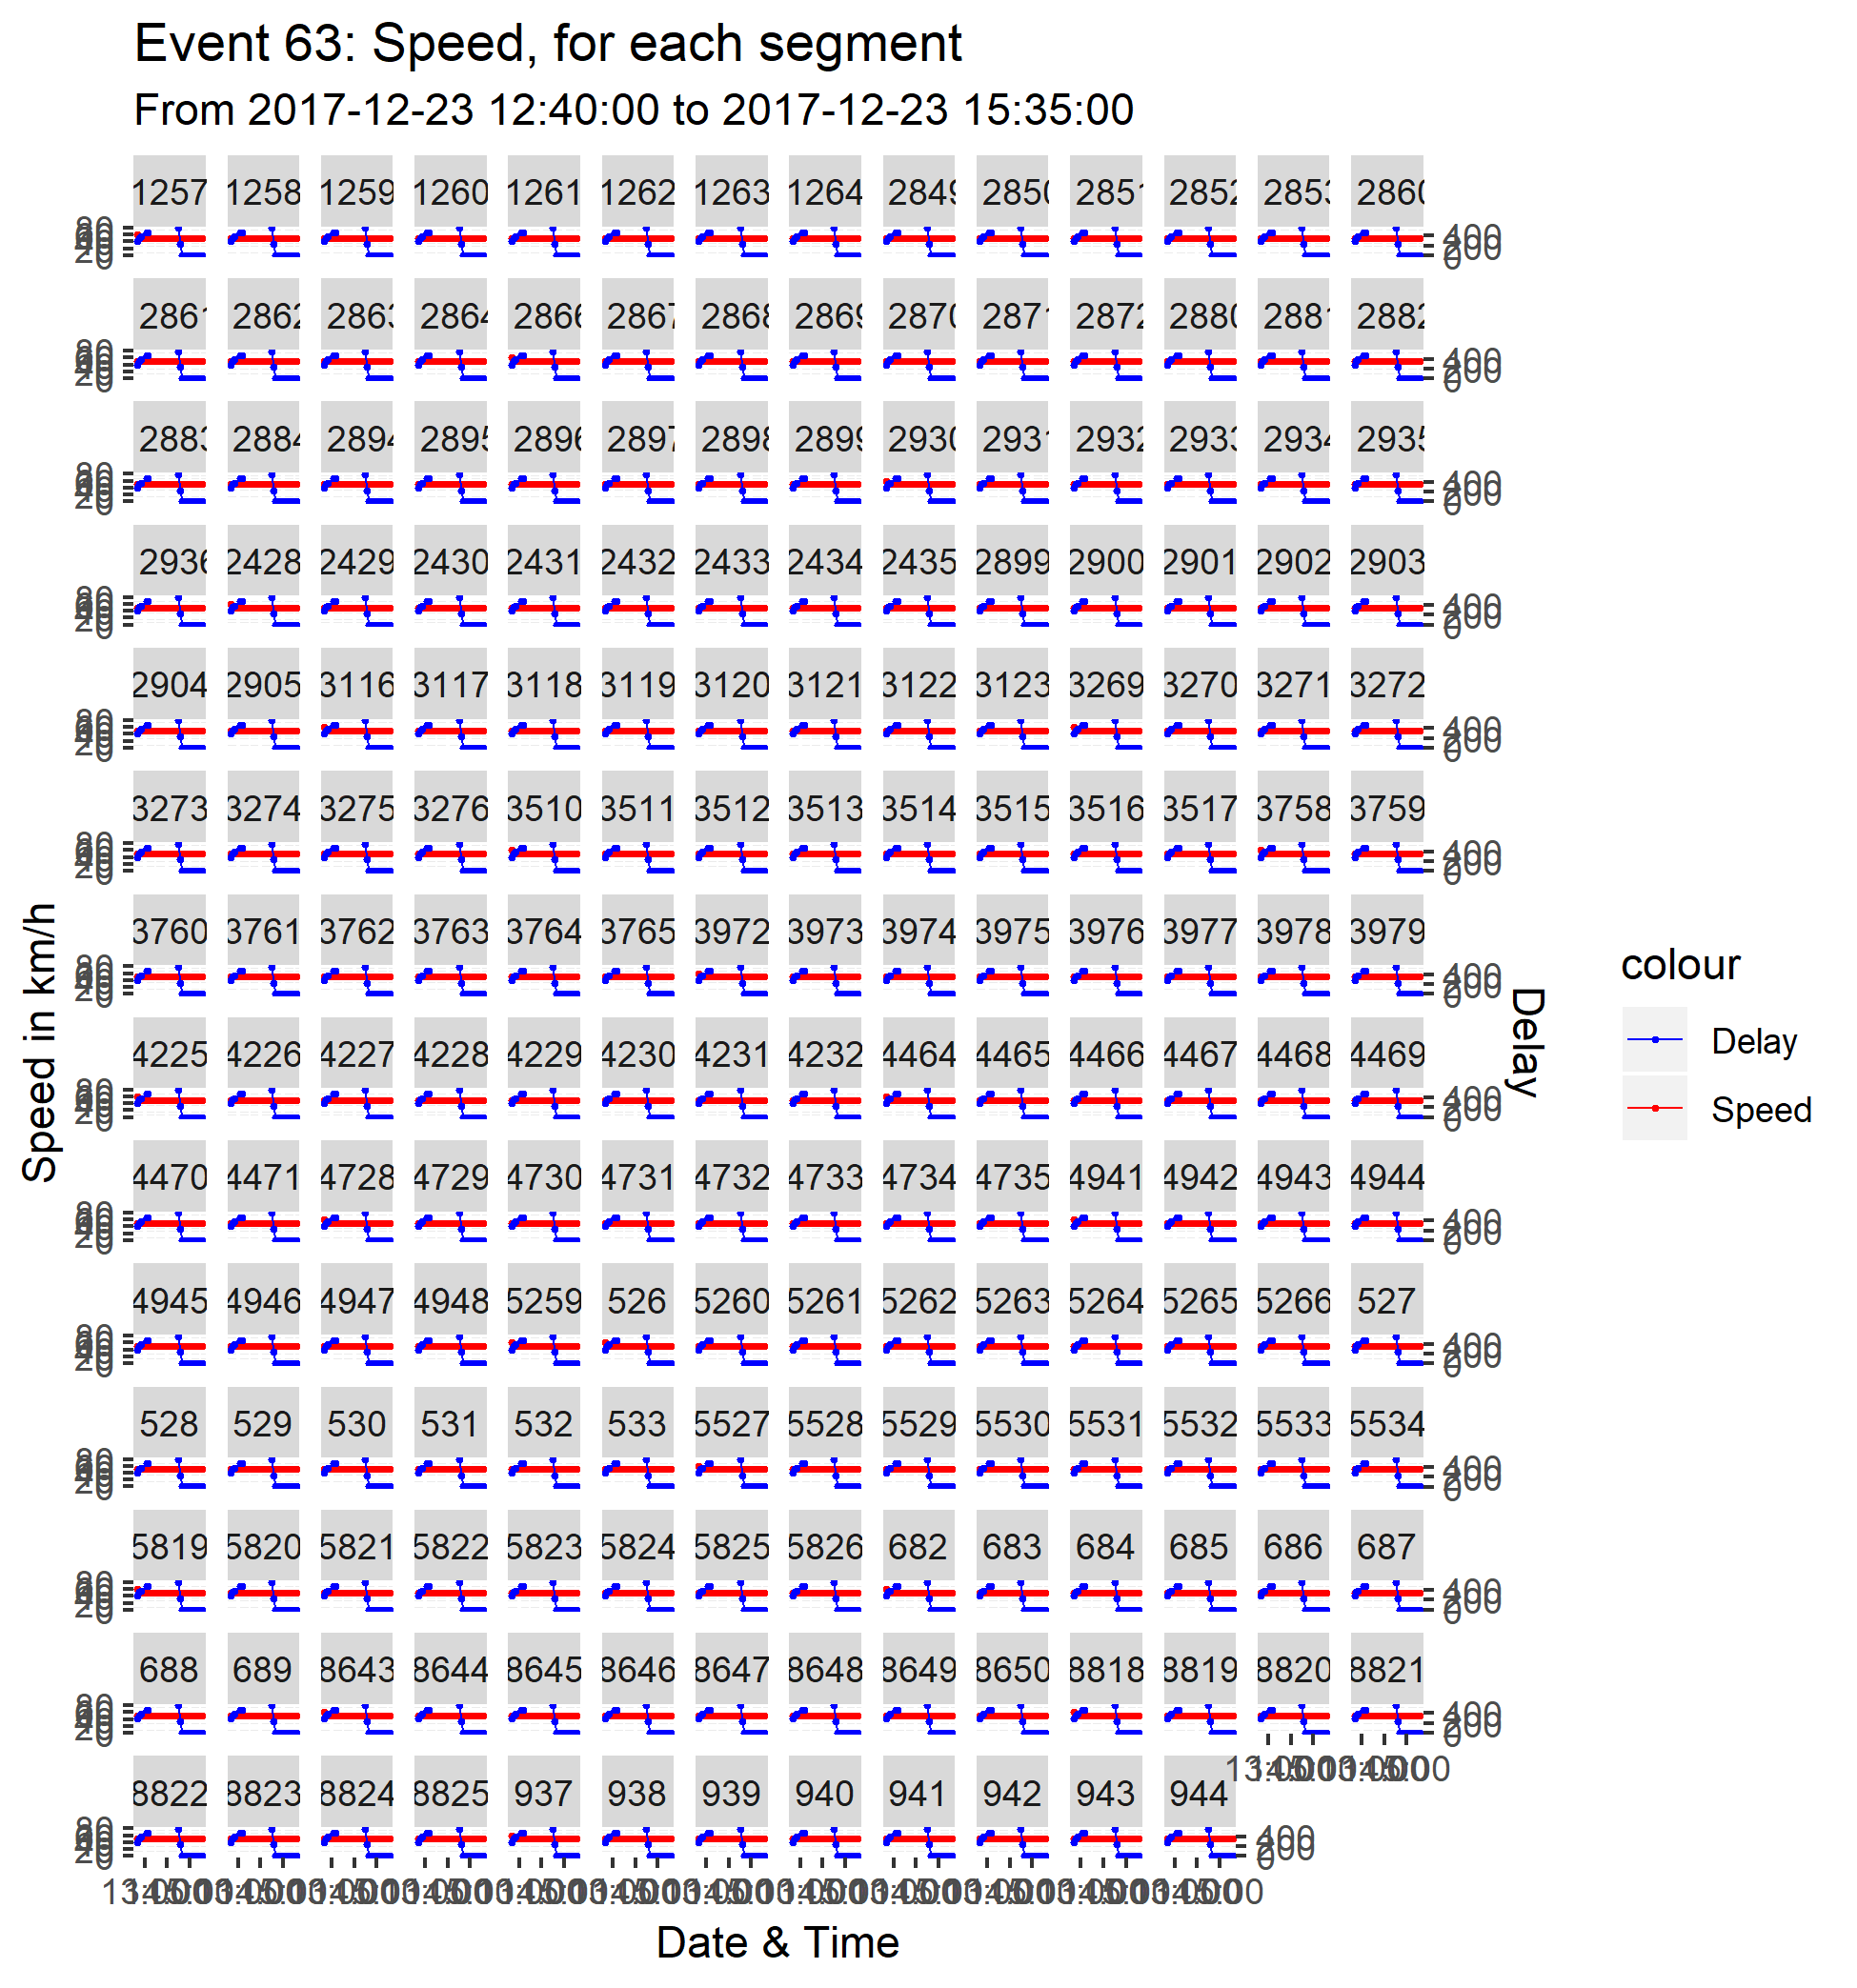 Event 63: Speed, for each segment
From 2017-12-23 12:40:00 to 2017-12-23 15:35:00
1257 1258 1259 1260 1261 1262 1263 1264 2849 2850 2851 2852 2853 2860
2861 2862 2863 2864 2866 2867 2868 2869 2870 2871 2872 2880 2881 2882
2883 2884 2894 2895 2896 2897 2898 2899 2930 2931 2932 2933 2934 2935
2936 2428 2429 2430 2431 2432 2433 2434 2435 2899 2900 2901 2902 2903
2904 2905 3116 3117 3118 3119 3120 3121 3122 3123 3269 3270 3271 3272
3273 3274 3275 3276 3510 3511 3512 3513 3514 3515 3516 3517 3758 3759
3760 3761 3762 3763 3764 3765 3972 3973 3974 3975 3976 3977 3978 3979
4225 4226 4227 4228 4229 4230 4231 4232 4464 4465 4466 4467 4468 4469
4470 4471 4728 4729 4730 4731 4732 4733 4734 4735 4941 4942 4943 4944
4945 4946 4947 4948 5259 526 5260 5261 5262 5263 5264 5265 5266 527
528 529 530 531 532 533 5527 5528 5529 5530 5531 5532 5533 5534
5819 5820 5821 5822 5823 5824 5825 5826 682 683 684 685 686 687
688 689 8643 8644 8645 8646 8647 8648 8649 8650 8818 8819 8820 8821
8822 8823 8824 8825 937 938 939 940 941 942 943 944
Speed in km/h
Delay
Date & Time
colour
Delay
Speed